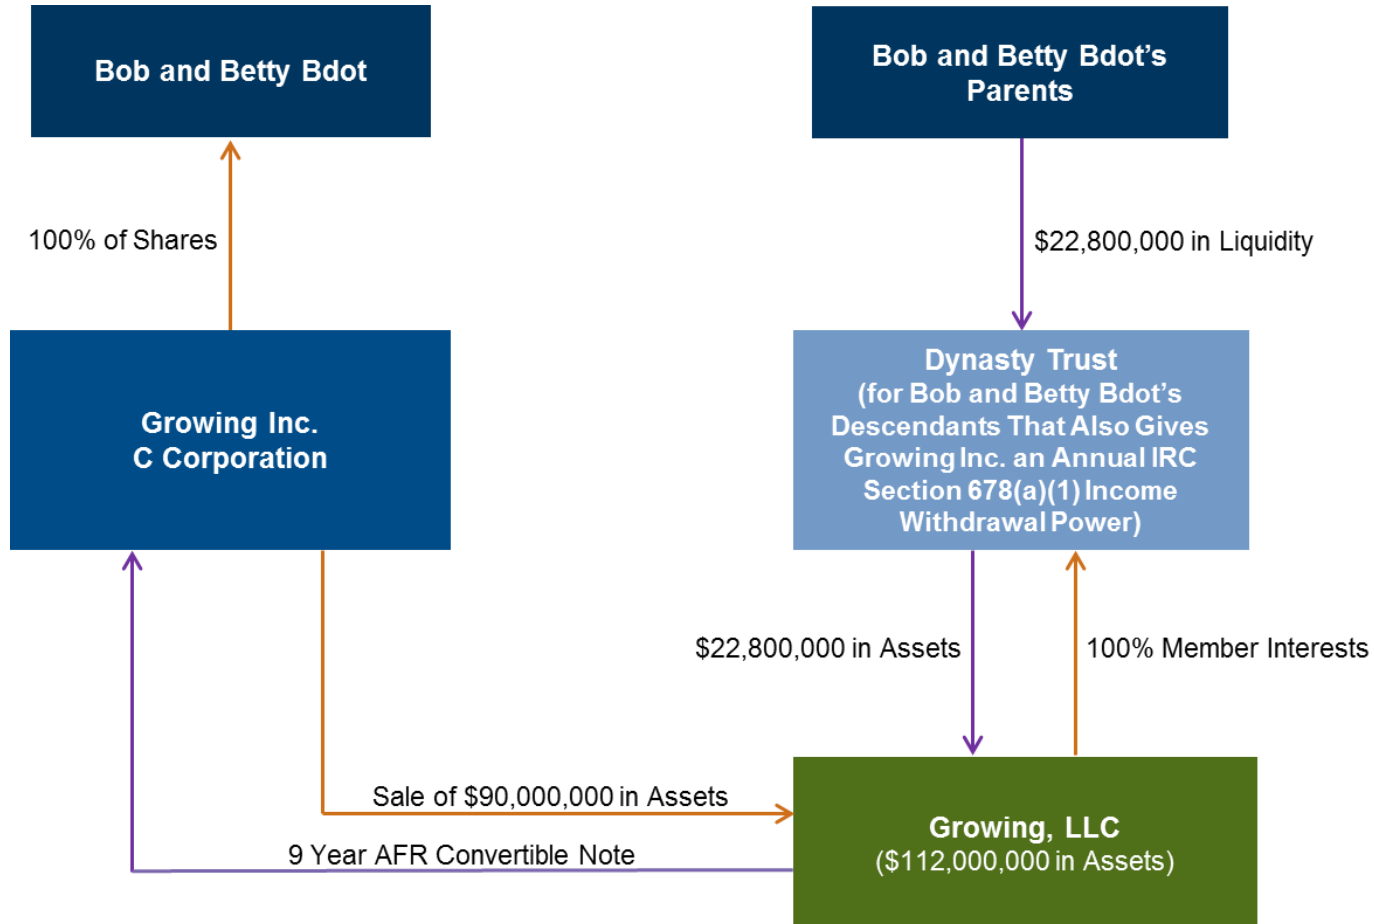 Bob and Betty Bdot
Bob and Betty Bdot's
Parents
100% of Shares
$22,800,000 in Liquidity
Growing Inc.
C Corporation
Dynasty Trust
(for Bob and Betty Bdot's
Descendants That Also Gives
Growing Inc. an Annual IRC
Section 678(a)(1) Income
Withdrawal Power)
$22,800,000 in Assets
100% Member Interests
Sale of $90,000,000 in Assets
9 Year AFR Convertible Note
Growing, LLC
($112,000,000 in Assets)